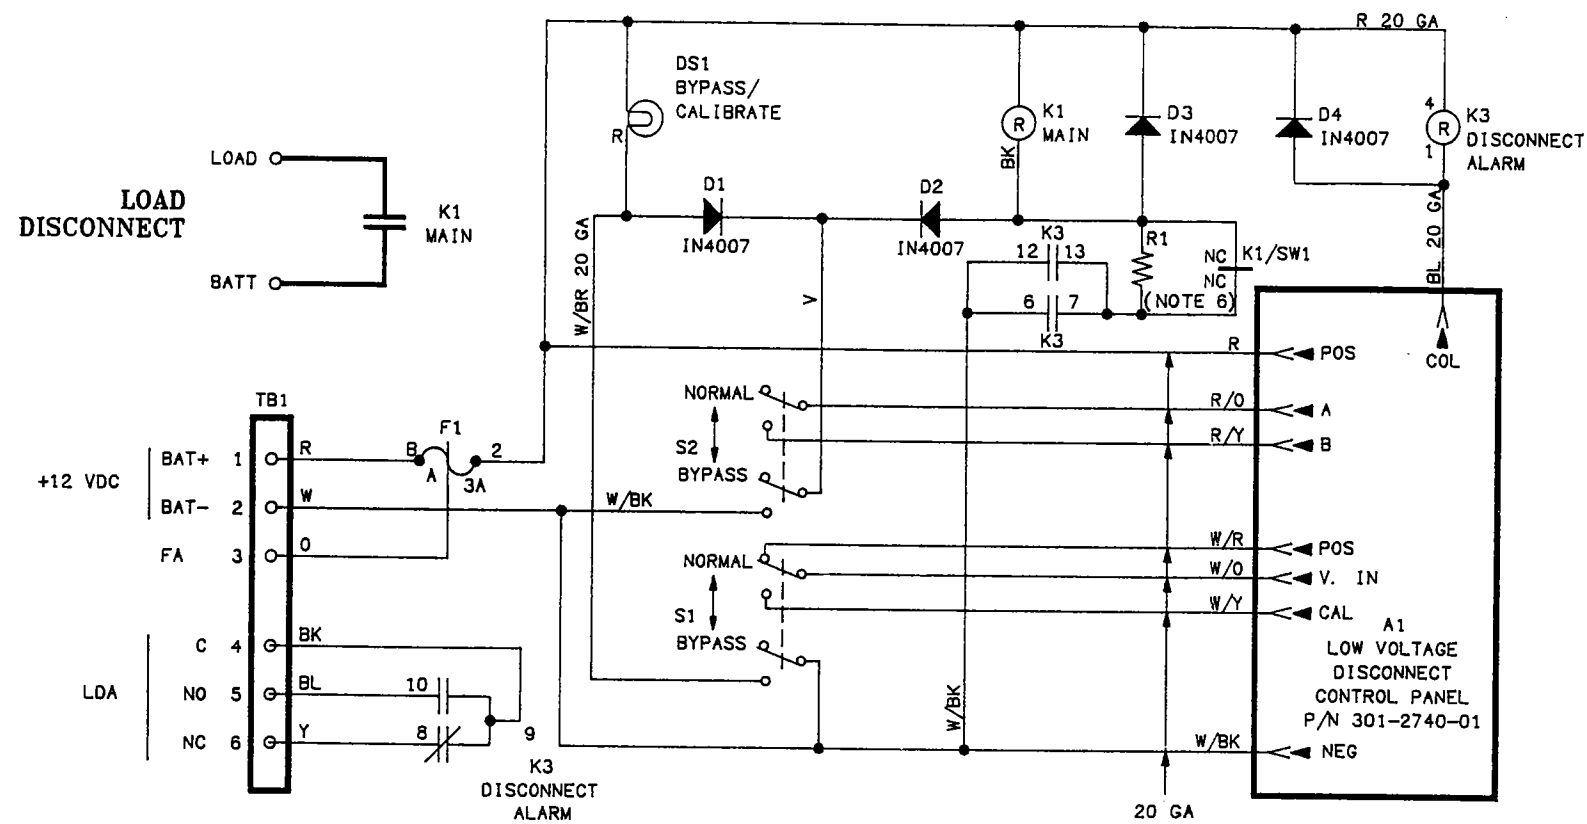 R 20 GA
DS1
BYPASS/
CALIBRATE
R
R
K1
MAIN
BK
D3
IN4007
D4
IN4007
4
R
1
K3
DISCONNECT
ALARM
LOAD
LOAD
DISCONNECT
K1
MAIN
BATT
D1
IN4007
D2
IN4007
W/BR 20 GA
V
K3
12
13
6
7
K3
R1
(NOTE 6)
NC
NC
K1/SW1
BL 20 GA
COL
R
POS
NORMAL
S2
BYPASS
R/O
A
R/Y
B
TB1
F1
+12 VDC
BAT+
1
R
B
A
2
3A
BAT-
2
W
W/BK
FA
3
O
NORMAL
S1
BYPASS
W/R
POS
W/O
V. IN
W/Y
CAL
A1
LOW VOLTAGE
DISCONNECT
CONTROL PANEL
P/N 301-2740-01
LDA
C
4
BK
NO
5
BL
10
NC
6
Y
8
9
K3
DISCONNECT
ALARM
W/BK
W/BK
NEG
20 GA